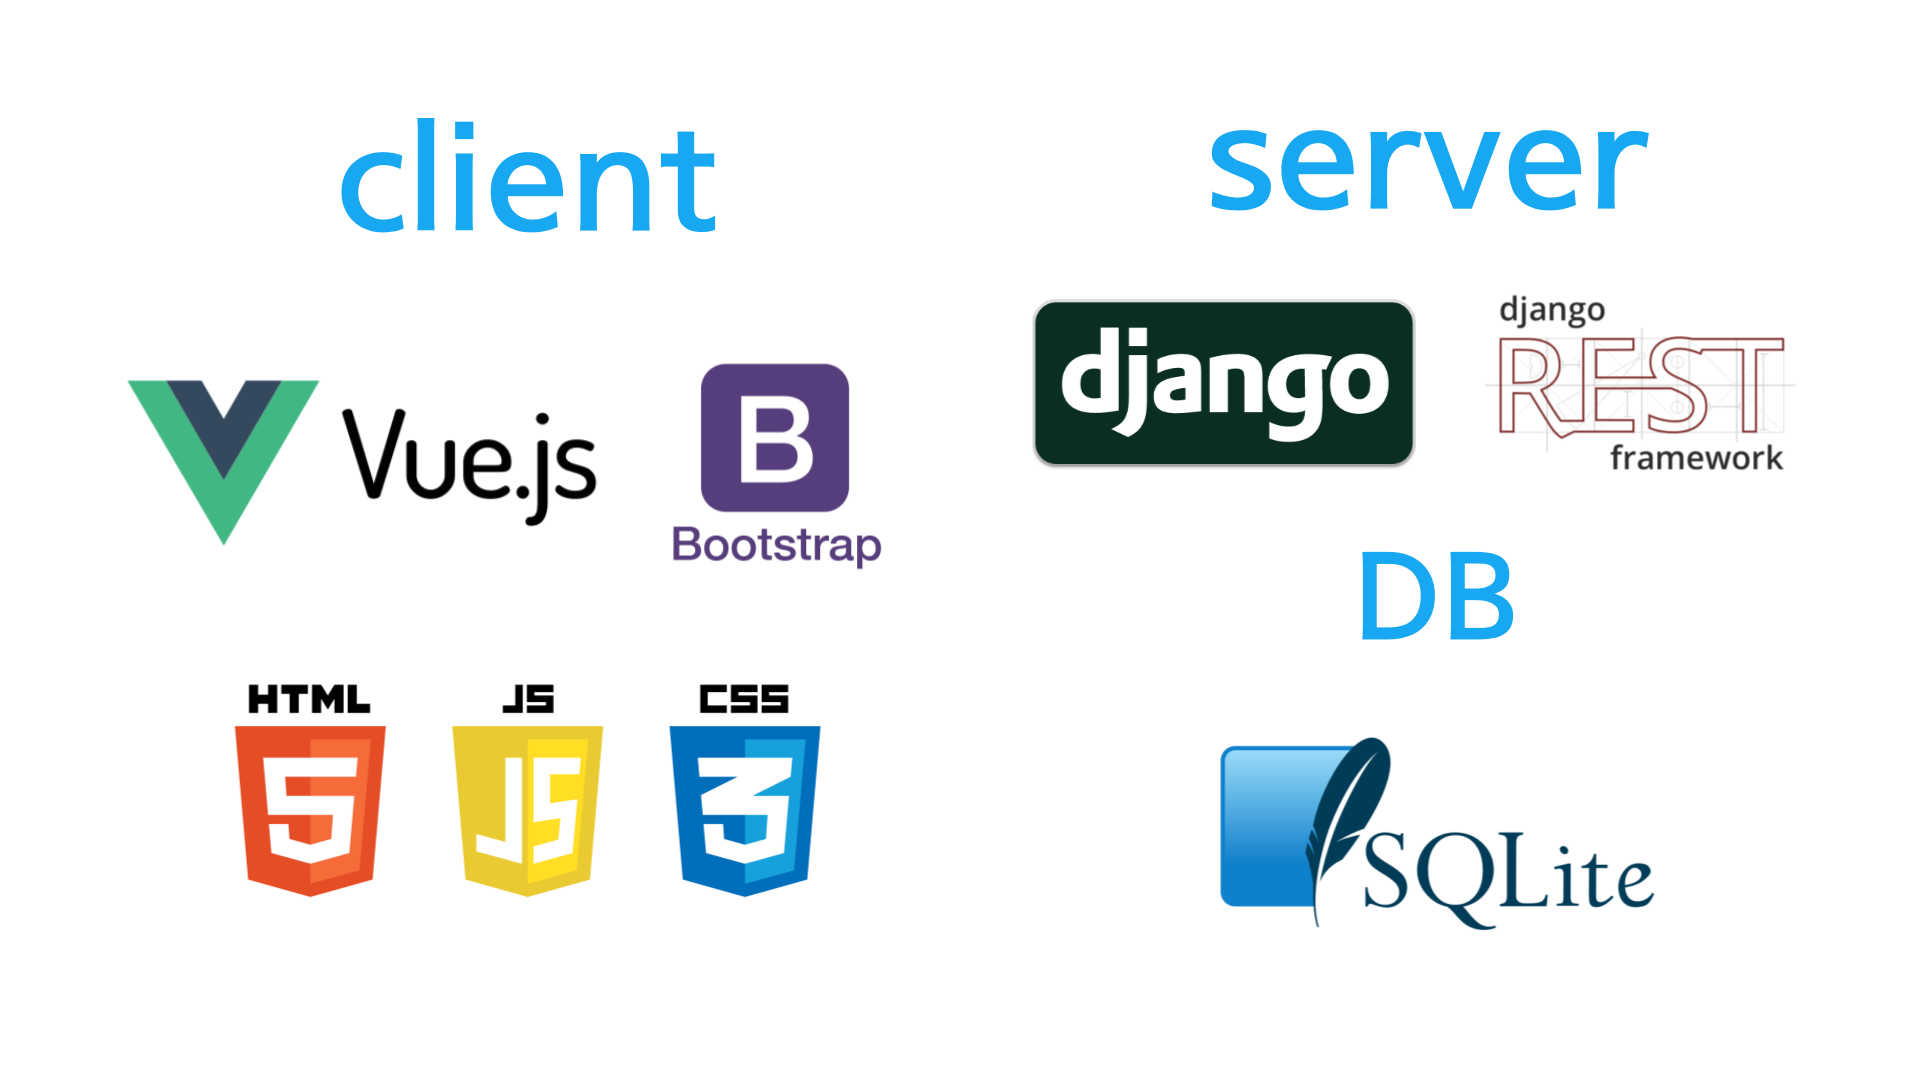 client
Vue.js
B
Bootstrap
HTML
JS
CSS
5
JS
3
server
django
django
REST
framework
DB
SQLite